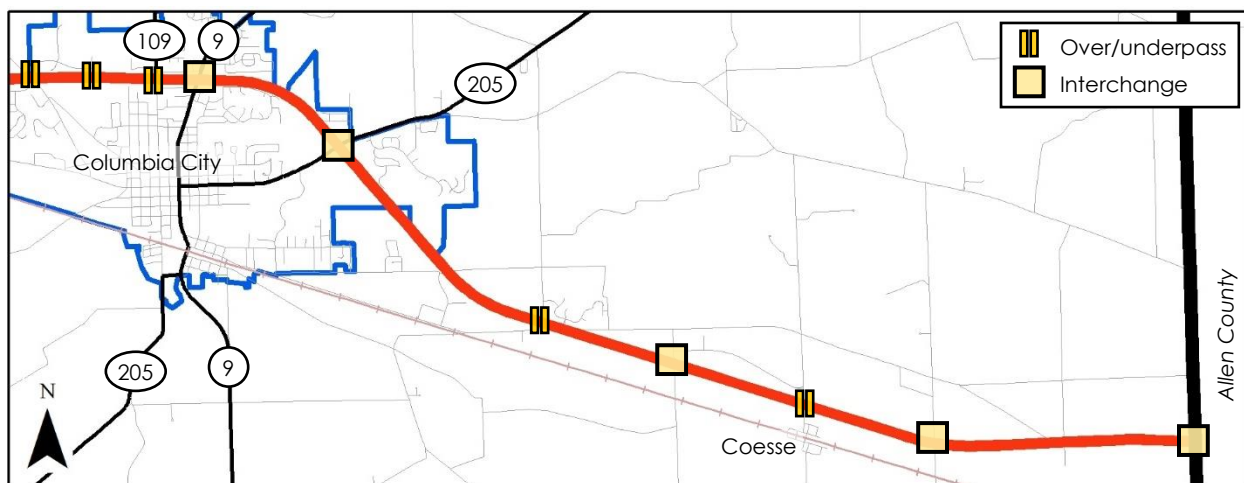 109
9
205
Over/underpass
Interchange
Columbia City
Allen County
205
9
N
Coesse